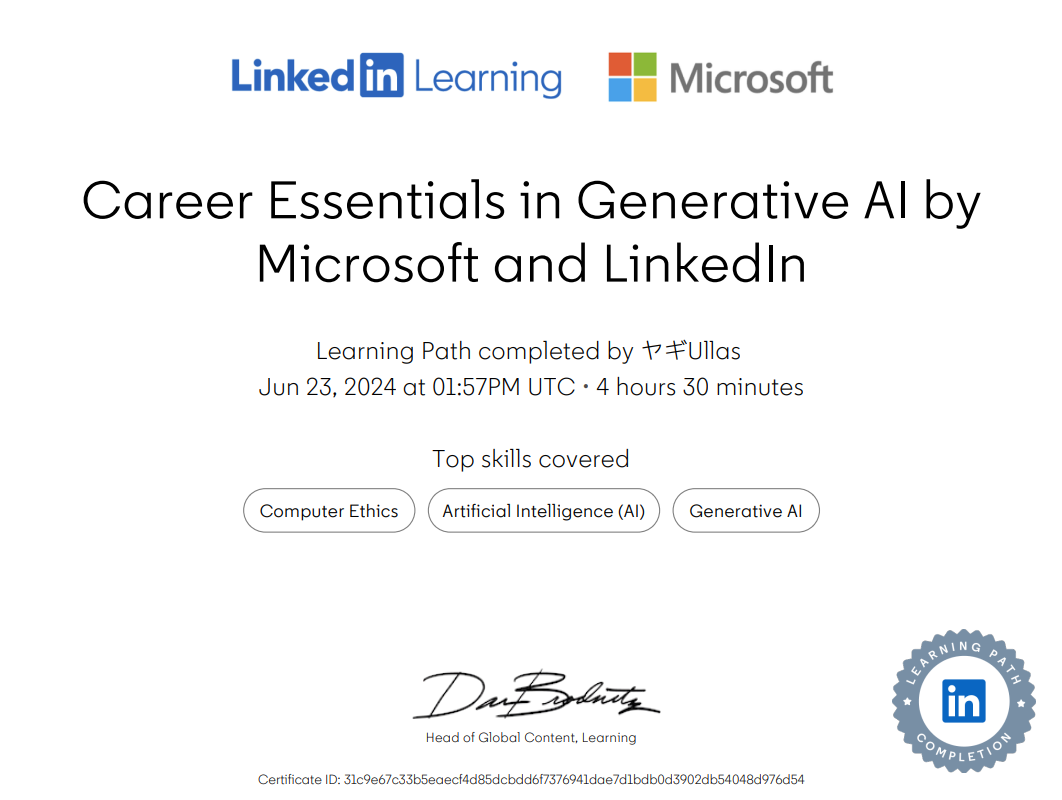 LinkedIn Learning Microsoft
Career Essentials in Generative AI by
Microsoft and LinkedIn
Learning Path completed by ヤギUllas
Jun 23, 2024 at 01:57PM UTC • 4 hours 30 minutes
Top skills covered
Computer Ethics Artificial Intelligence (AI) Generative AI
Dan Brodnitz
Head of Global Content, Learning
LEARNING PATH
in
COMPLETION
Certificate ID: 31c9e67c33b5eaecf4d85dcbdd6f7376941dae7d1bdb0d3902db54048d976d54